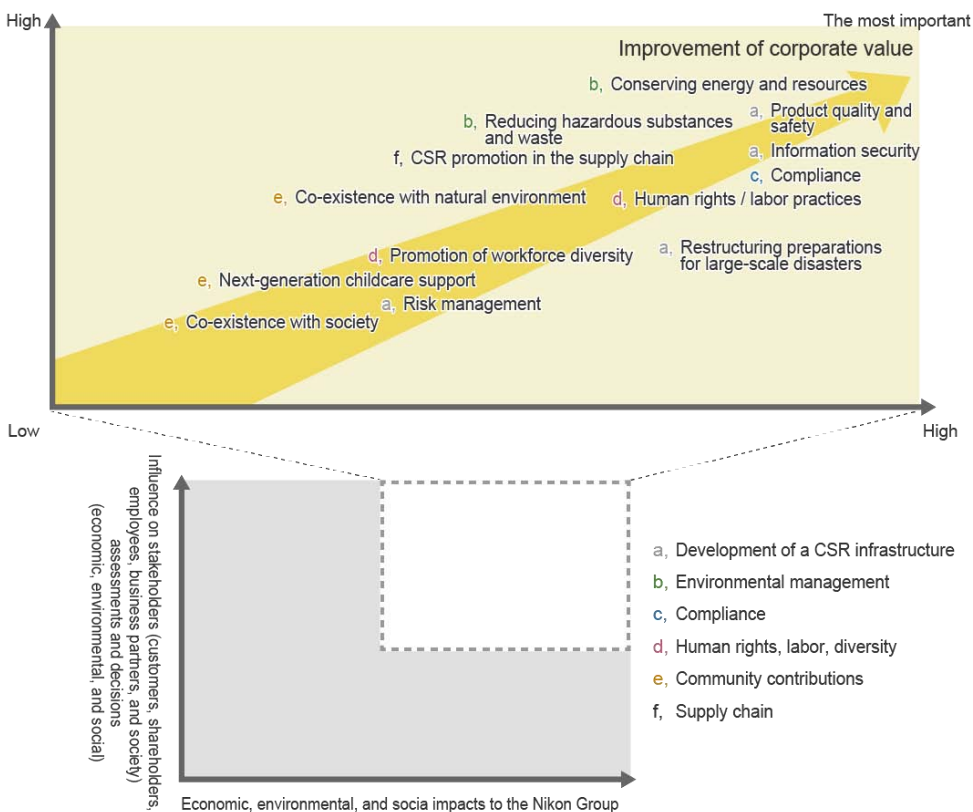 High
The most important
Improvement of corporate value
b, Conserving energy and resources
a, Product quality and
safety
b, Reducing hazardous substances
and waste
a, Information security
f, CSR promotion in the supply chain
c, Compliance
e, Co-existence with natural environment
d, Human rights / labor practices
a, Restructuring preparations
for large-scale disasters
d, Promotion of workforce diversity
e, Next-generation childcare support
a, Risk management
e, Co-existence with society
Low
High
Influence on stakeholders (customers, shareholders,
employees, business partners, and society)
assessments and decisions
(economic, environmental, and social)
a, Development of a CSR infrastructure
b, Environmental management
c, Compliance
d, Human rights, labor, diversity
e, Community contributions
f, Supply chain
Economic, environmental, and socia impacts to the Nikon Group